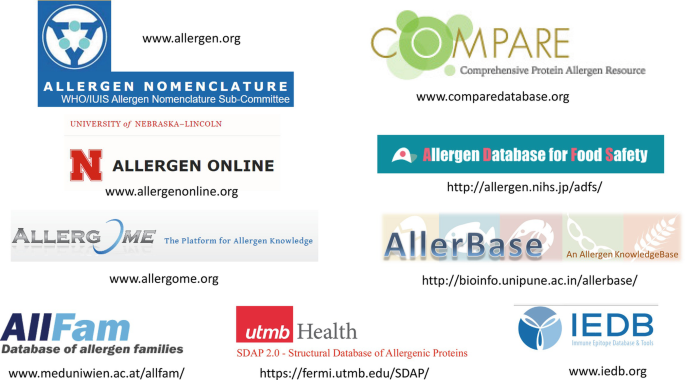 www.allergen.org
ALLERGEN NOMENCLATURE
WHO/IUIS Allergen Nomenclature Sub-Committee
COMPARE
Comprehensive Protein Allergen Resource
www.comparedatabase.org
UNIVERSITY of NEBRASKA–LINCOLN
N ALLERGEN ONLINE
www.allergenonline.org
Allergen Database for Food Safety
http://allergen.nihs.jp/adfs/
ALLERGOME The Platform for Allergen Knowledge
www.allergome.org
AllerBase An Allergen KnowledgeBase
http://bioinfo.unipune.ac.in/allerbase/
AllFam
Database of allergen families
www.meduniwien.ac.at/allfam/
utmb Health
SDAP 2.0 - Structural Database of Allergenic Proteins
https://fermi.utmb.edu/SDAP/
IEDB
Immune Epitope Database & Tools
www.iedb.org